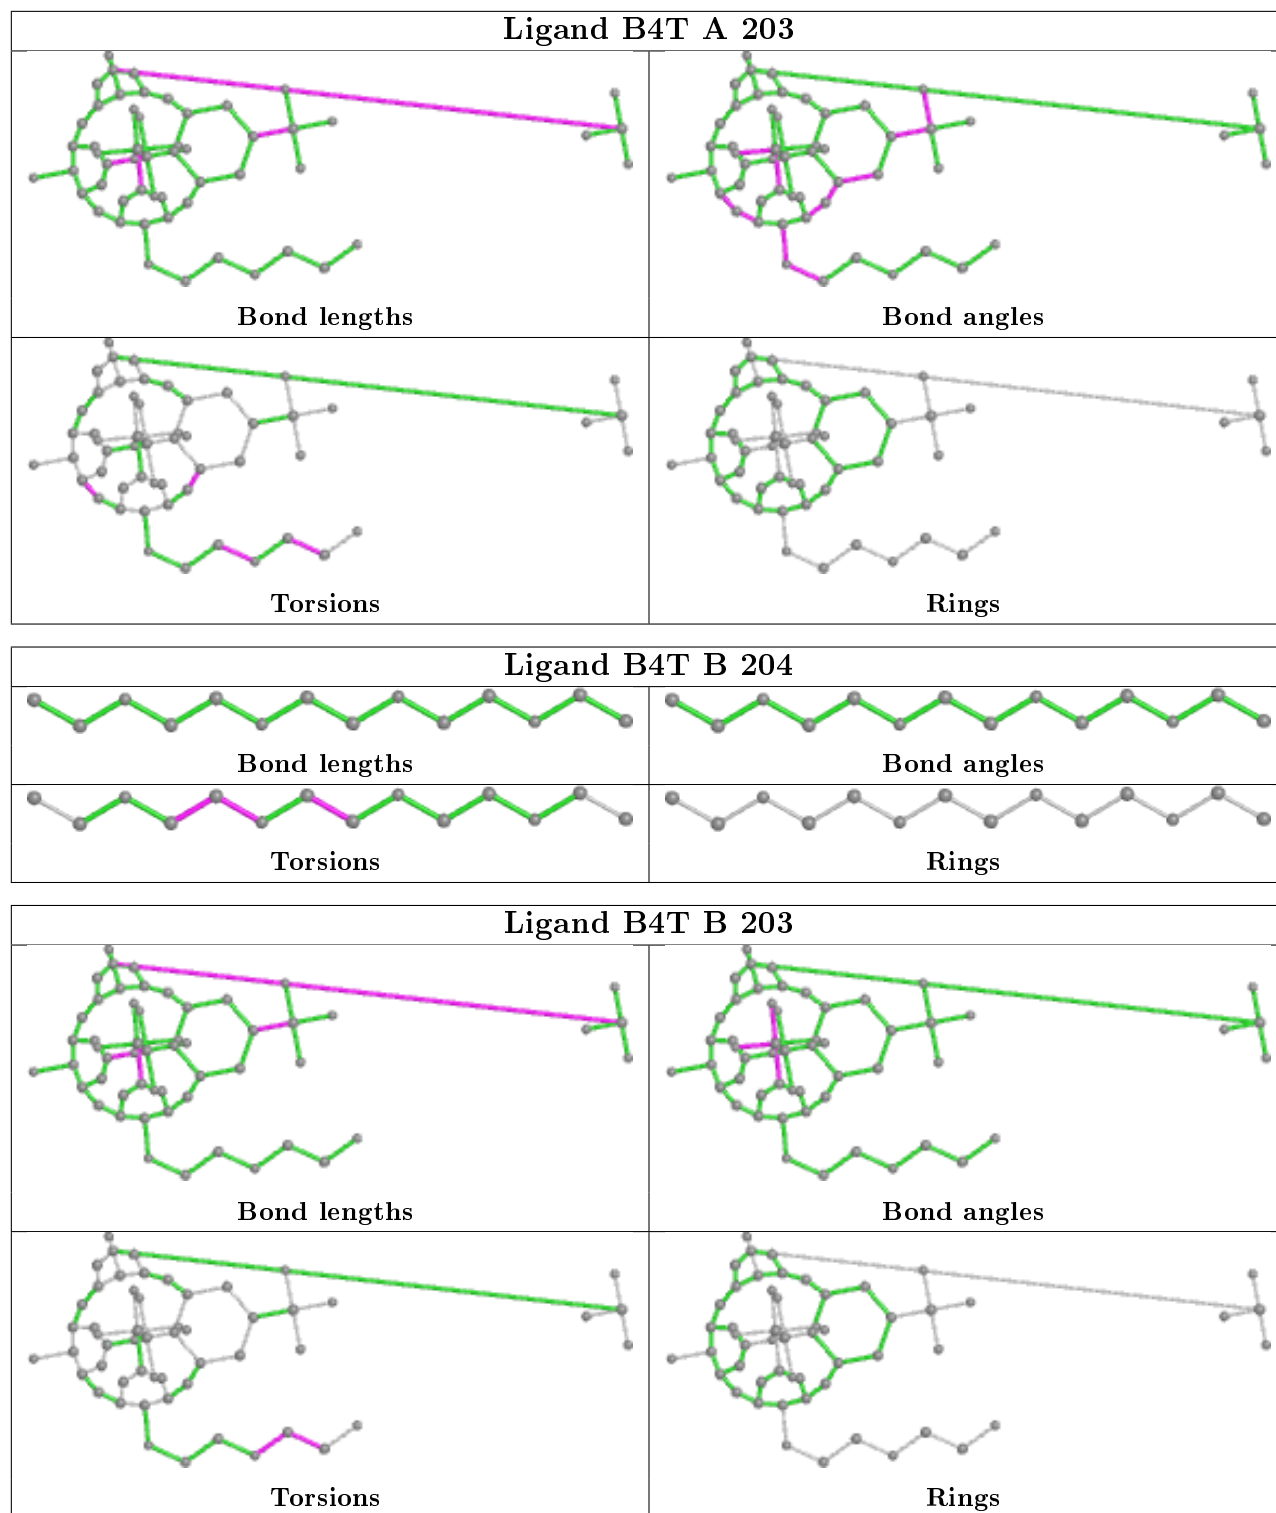 Ligand B4T A 203
Bond lengths
Bond angles
Torsions
Rings
Ligand B4T B 204
Bond lengths
Bond angles
Torsions
Rings
Ligand B4T B 203
Bond lengths
Bond angles
Torsions
Rings